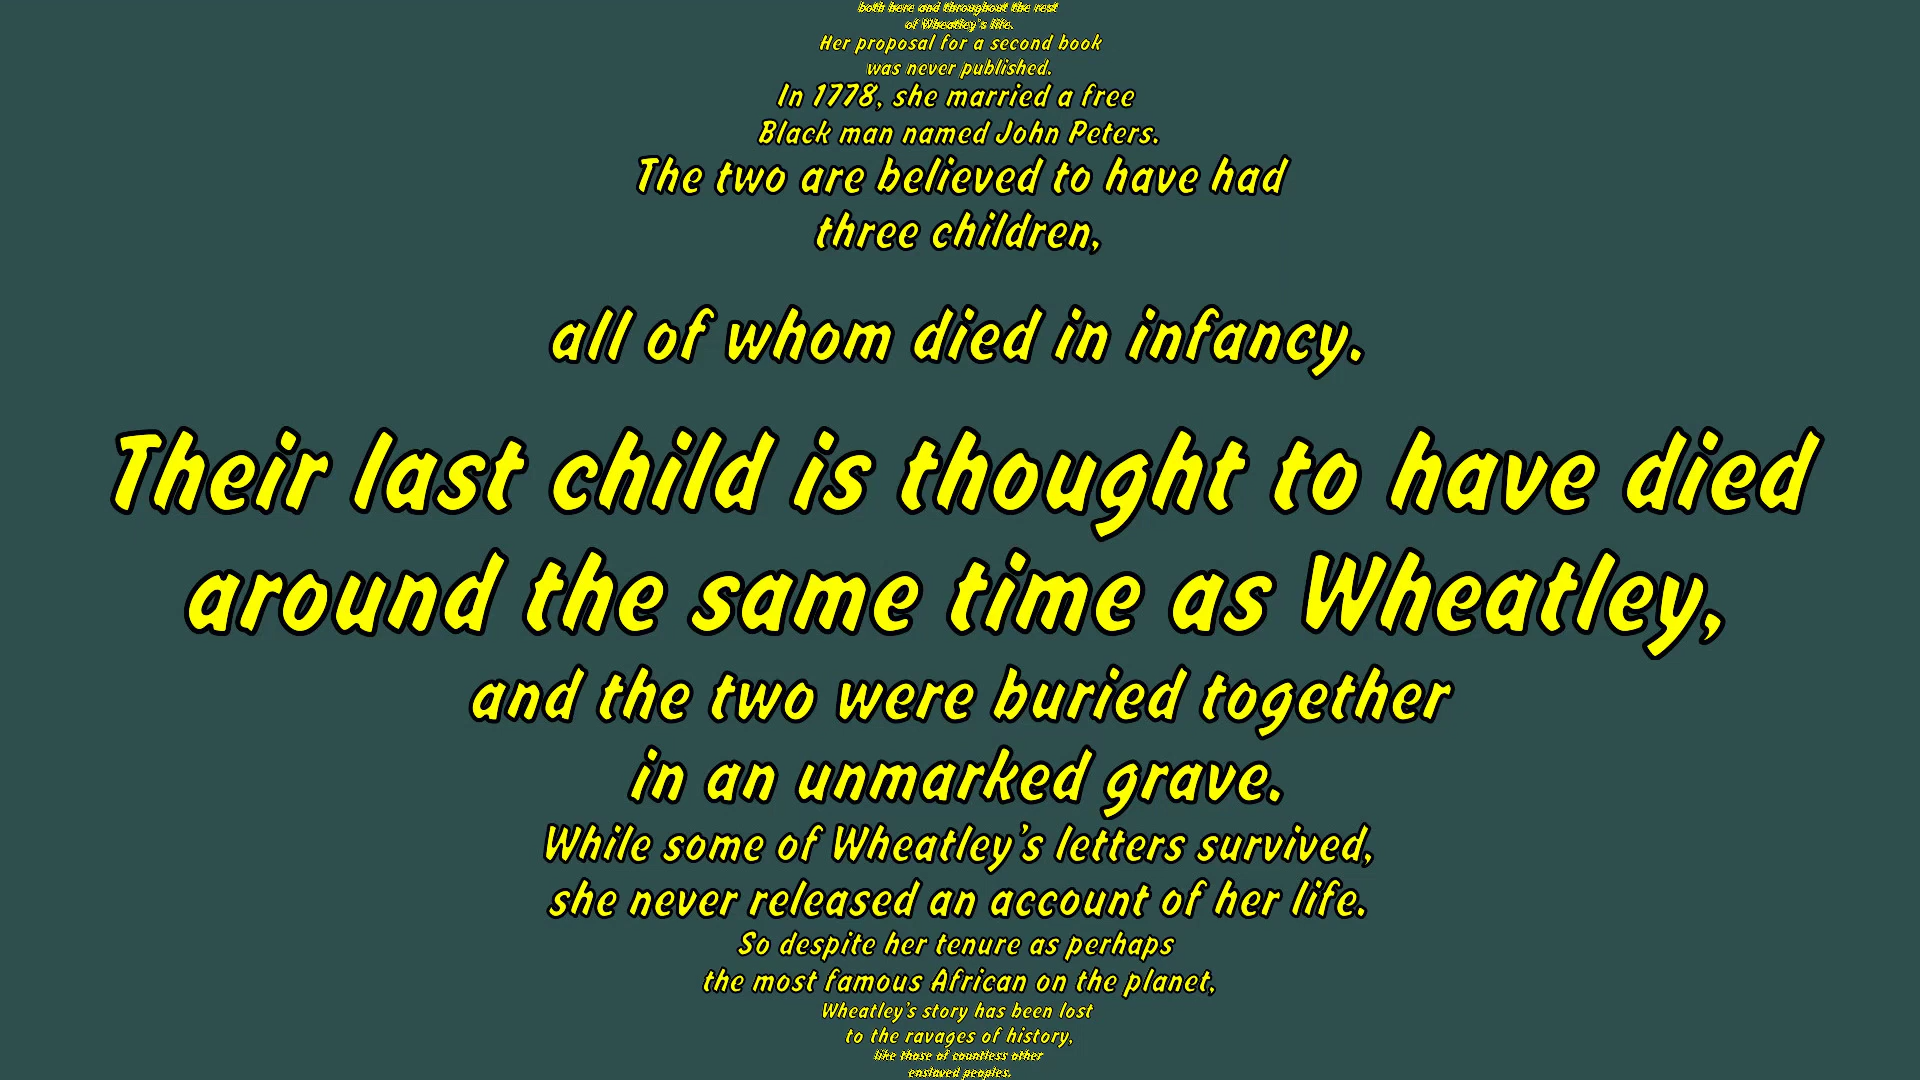 both here and throughout the rest
of Wheatley's life.
Her proposal for a second book
was never published.
In 1778, she married a free
Black man named John Peters.
The two are believed to have had
three children,
all of whom died in infancy.
Their last child is thought to have died
around the same time as Wheatley,
and the two were buried together
in an unmarked grave.
While some of Wheatley's letters survived,
she never released an account of her life.
So despite her tenure as perhaps
the most famous African on the planet,
Wheatley's story has been lost
to the ravages of history,
like those of countless other
enslaved peoples.